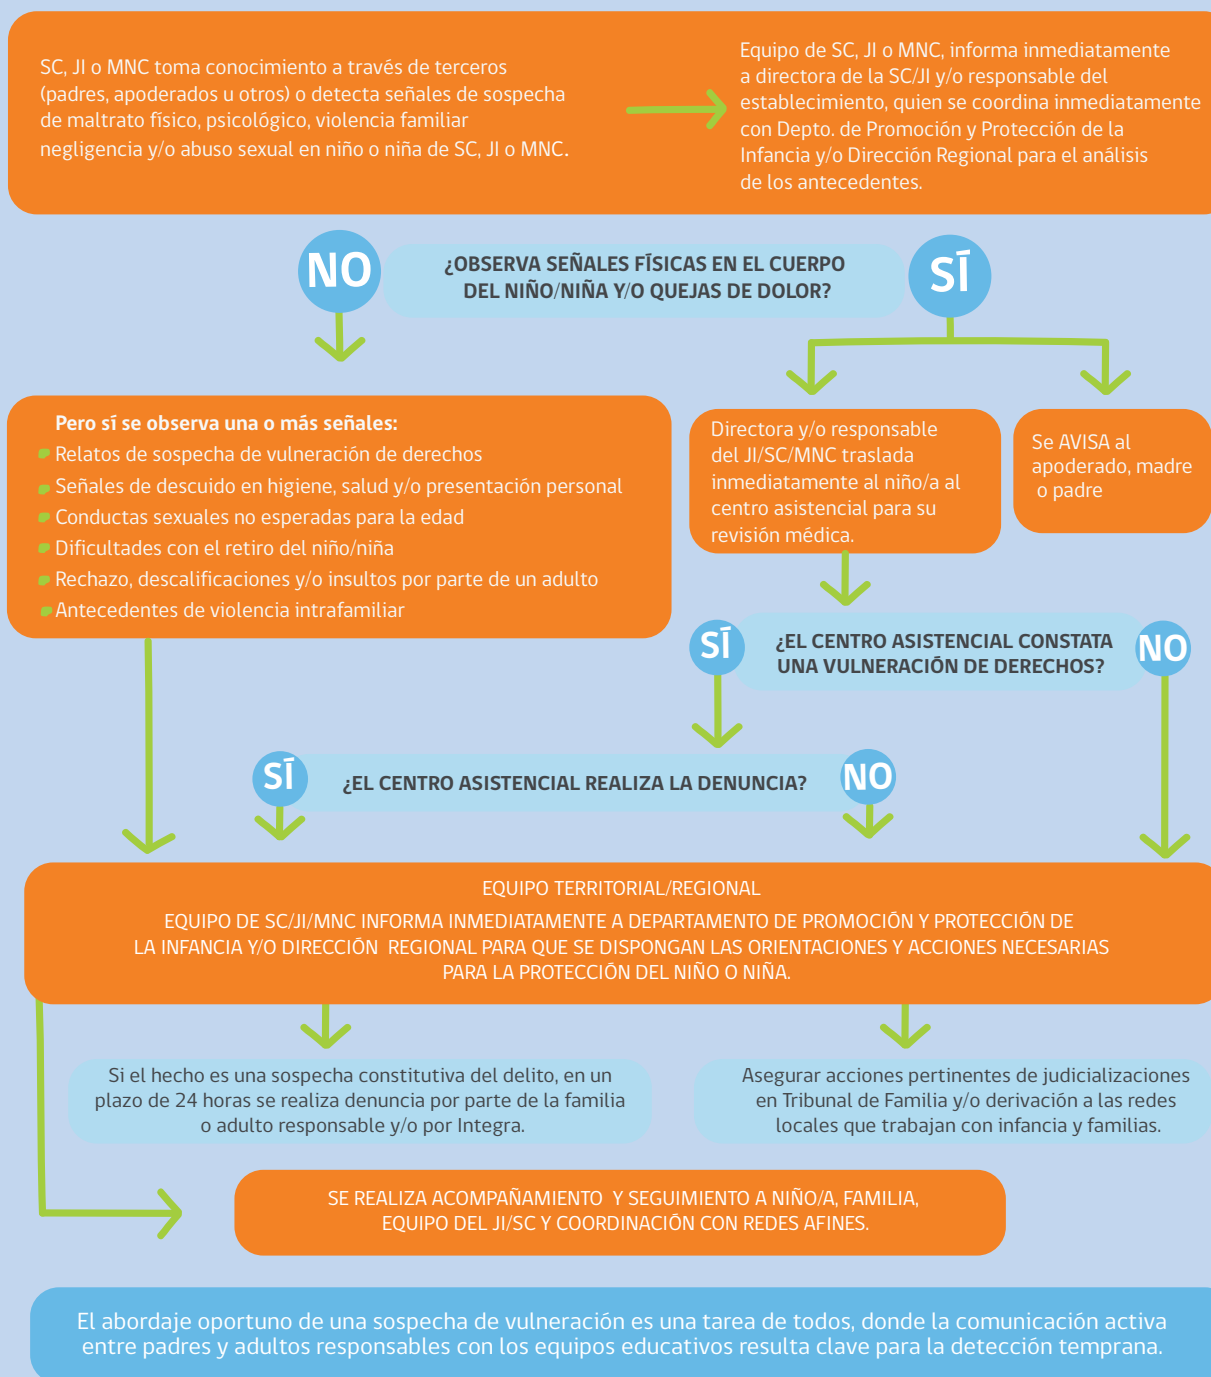 SC, JI o MNC toma conocimiento a través de terceros
(padres, apoderados u otros) o detecta señales de sospecha
de maltrato físico, psicológico, violencia familiar
negligencia y/o abuso sexual en niño o niña de SC, JI o MNC.
Equipo de SC, JI o MNC, informa inmediatamente
a directora de la SC/JI y/o responsable del
establecimiento, quien se coordina inmediatamente
con Depto. de Promoción y Protección de la
Infancia y/o Dirección Regional para el análisis
de los antecedentes.
NO
¿OBSERVA SEÑALES FÍSICAS EN EL CUERPO
DEL NIÑO/NIÑA Y/O QUEJAS DE DOLOR?
SÍ
Pero sí se observa una o más señales:
Relatos de sospecha de vulneración de derechos
Señales de descuido en higiene, salud y/o presentación personal
Conductas sexuales no esperadas para la edad
Dificultades con el retiro del niño/niña
Rechazo, descalificaciones y/o insultos por parte de un adulto
Antecedentes de violencia intrafamiliar
Directora y/o responsable
del JI/SC/MNC traslada
inmediatamente al niño/a al
centro asistencial para su
revisión médica.
Se AVISA al
apoderado, madre
o padre
SÍ
¿EL CENTRO ASISTENCIAL CONSTATA
UNA VULNERACIÓN DE DERECHOS?
NO
SÍ
¿EL CENTRO ASISTENCIAL REALIZA LA DENUNCIA?
NO
EQUIPO TERRITORIAL/REGIONAL
EQUIPO DE SC/JI/MNC INFORMA INMEDIATAMENTE A DEPARTAMENTO DE PROMOCIÓN Y PROTECCIÓN DE
LA INFANCIA Y/O DIRECCIÓN REGIONAL PARA QUE SE DISPONGAN LAS ORIENTACIONES Y ACCIONES NECESARIAS
PARA LA PROTECCIÓN DEL NIÑO O NIÑA.
Si el hecho es una sospecha constitutiva del delito, en un
plazo de 24 horas se realiza denuncia por parte de la familia
o adulto responsable y/o por Integra.
Asegurar acciones pertinentes de judicializaciones
en Tribunal de Familia y/o derivación a las redes
locales que trabajan con infancia y familias.
SE REALIZA ACOMPAÑAMIENTO Y SEGUIMIENTO A NIÑO/A, FAMILIA,
EQUIPO DEL JI/SC Y COORDINACIÓN CON REDES AFINES.
El abordaje oportuno de una sospecha de vulneración es una tarea de todos, donde la comunicación activa
entre padres y adultos responsables con los equipos educativos resulta clave para la detección temprana.